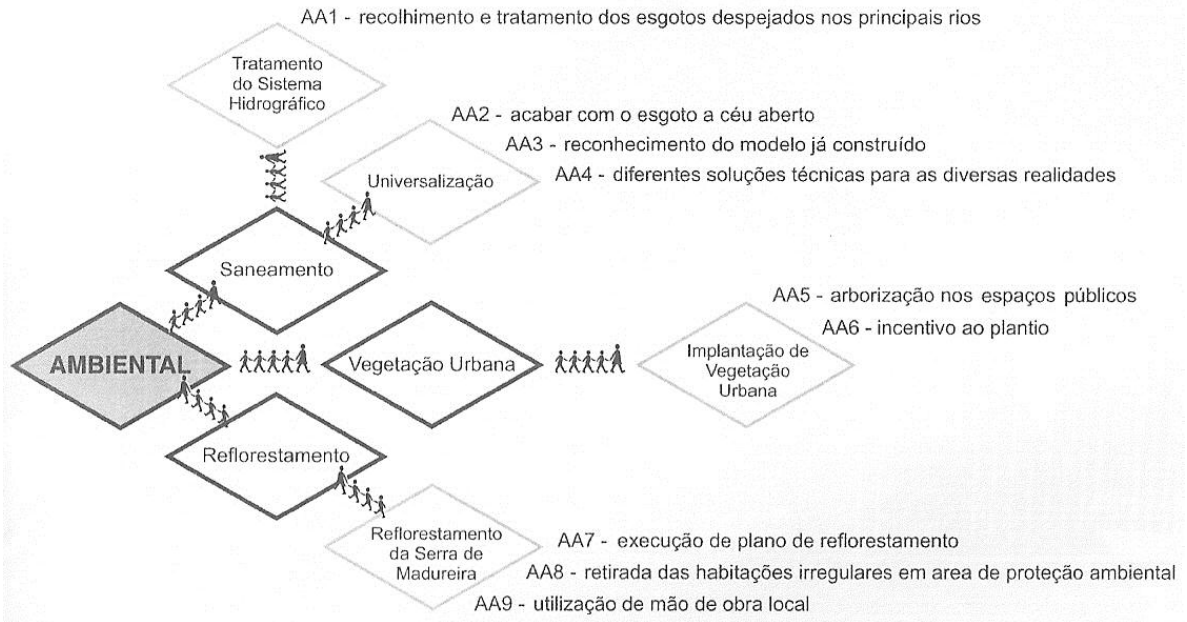 AA1 - recolhimento e tratamento dos esgotos despejados nos principais rios
Tratamento
do Sistema
Hidrográfico
AA2 - acabar com o esgoto a céu aberto
AA3 - reconhecimento do modelo já construído
Universalização
AA4 - diferentes soluções técnicas para as diversas realidades
Saneamento
AA5 - arborização nos espaços públicos
AA6 - incentivo ao plantio
AMBIENTAL
Vegetação Urbana
Implantação de
Vegetação
Urbana
Reflorestamento
Reflorestamento
da Serra de
Madureira
AA7 - execução de plano de reflorestamento
AA8 - retirada das habitações irregulares em area de proteção ambiental
AA9 - utilização de mão de obra local